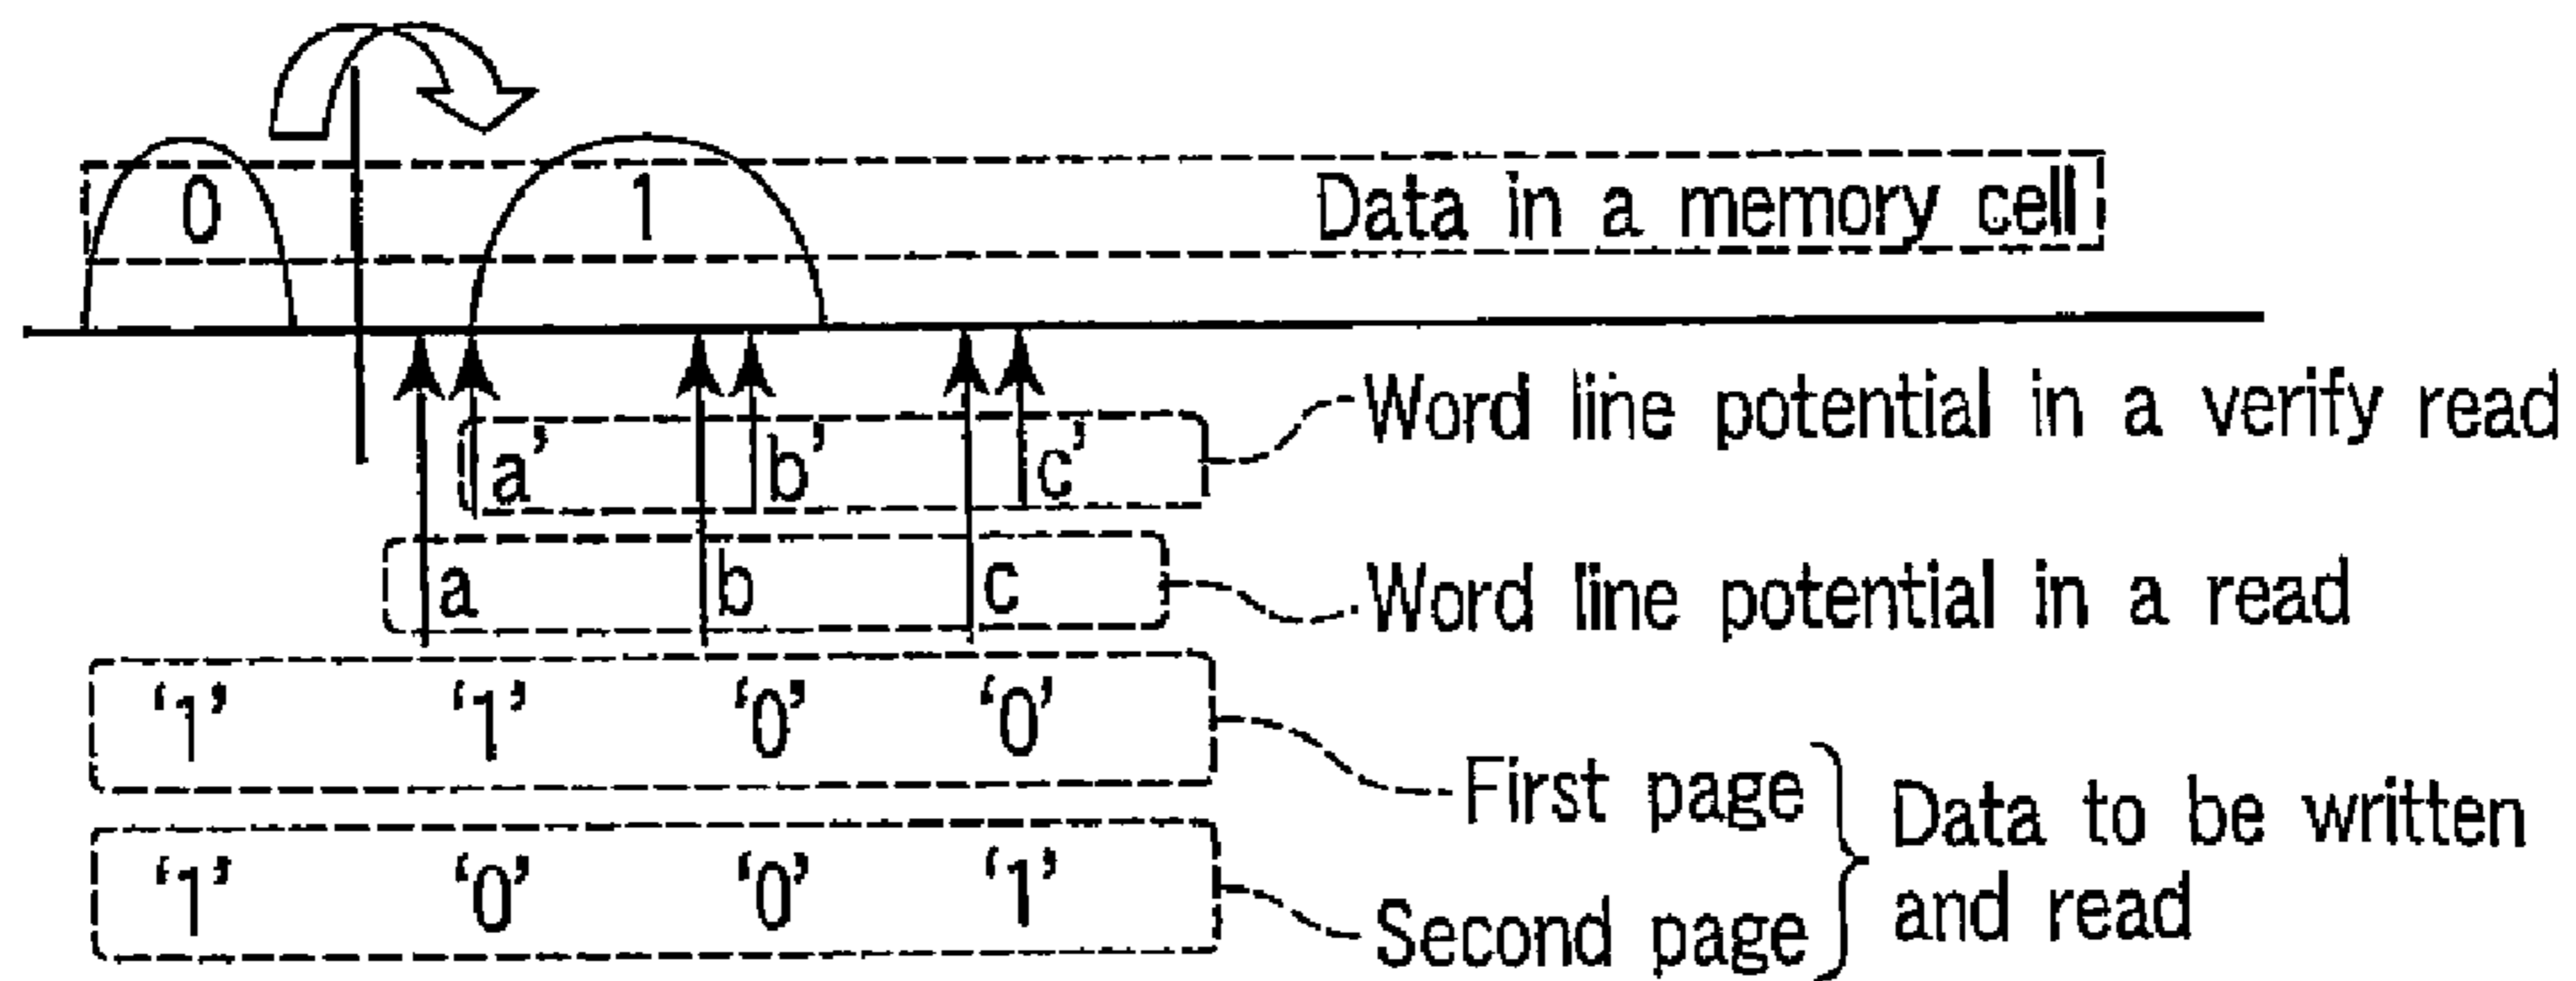 0 1 Data in a memory cell
a’ b’ c’ Word line potential in a verify read
a b c Word line potential in a read
‘1’ ‘1’ ‘0’ ‘0’ First page
‘1’ ‘0’ ‘0’ ‘1’ Second page
Data to be written
and read